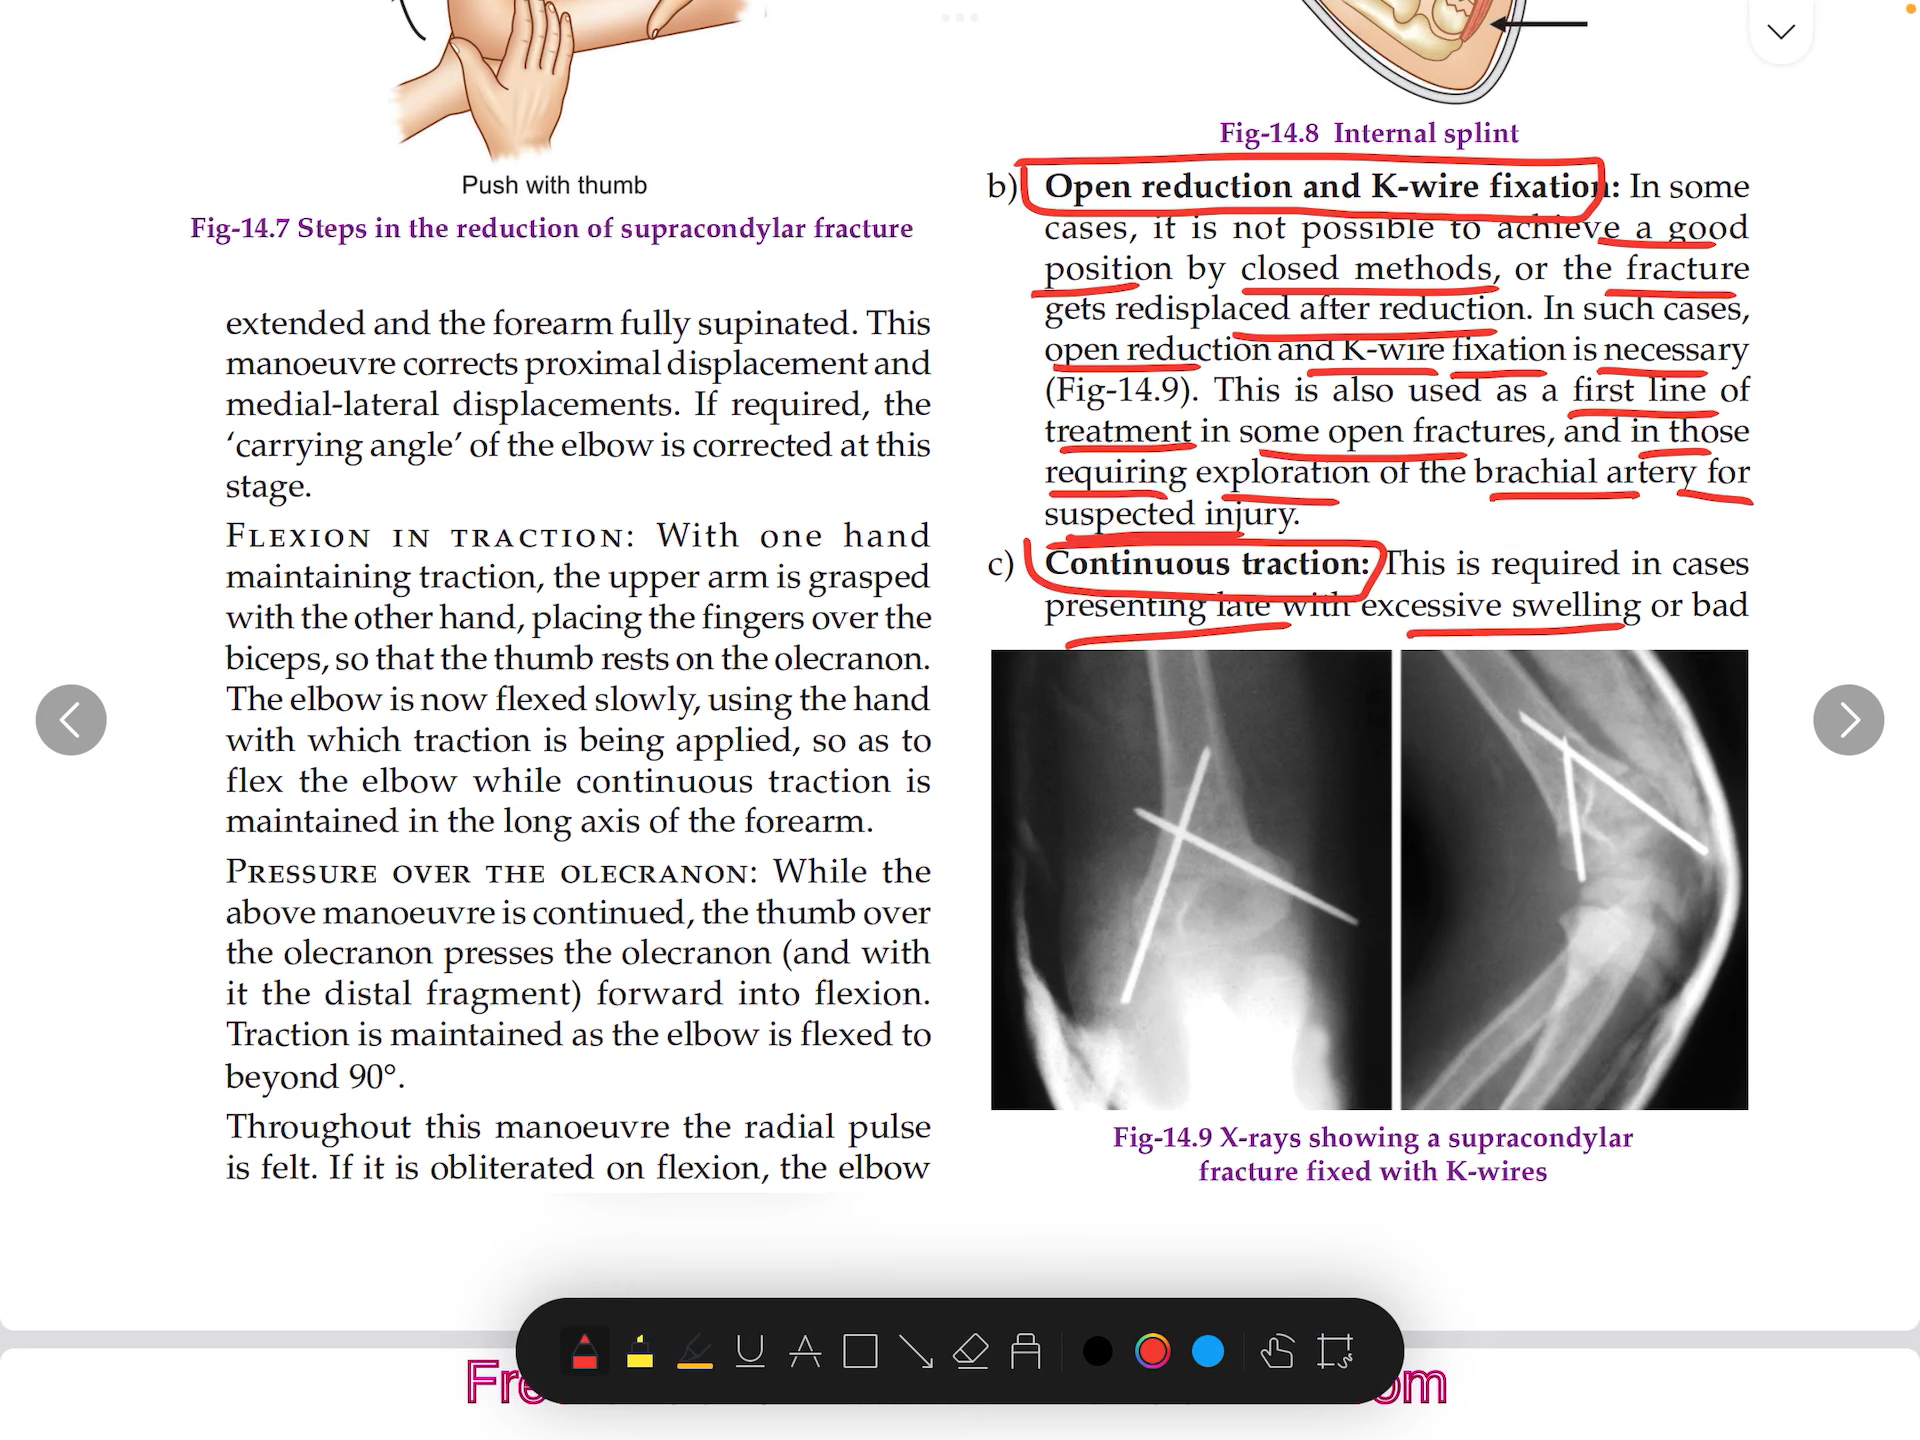 Push with thumb
Fig-14.7 Steps in the reduction of supracondylar fracture
extended and the forearm fully supinated. This
manoeuvre corrects proximal displacement and
medial-lateral displacements. If required, the
‘carrying angle’ of the elbow is corrected at this
stage.
FLEXION IN TRACTION: With one hand
maintaining traction, the upper arm is grasped
with the other hand, placing the fingers over the
biceps, so that the thumb rests on the olecranon.
The elbow is now flexed slowly, using the hand
with which traction is being applied, so as to
flex the elbow while continuous traction is
maintained in the long axis of the forearm.
PRESSURE OVER THE OLECRANON: While the
above manoeuvre is continued, the thumb over
the olecranon presses the olecranon (and with
it the distal fragment) forward into flexion.
Traction is maintained as the elbow is flexed to
beyond 90°.
Throughout this manoeuvre the radial pulse
is felt. If it is obliterated on flexion, the elbow
Fig-14.8 Internal splint
b) Open reduction and K-wire fixation: In some
cases, it is not possible to achieve a good
position by closed methods, or the fracture
gets redisplaced after reduction. In such cases,
open reduction and K-wire fixation is necessary
(Fig-14.9). This is also used as a first line of
treatment in some open fractures, and in those
requiring exploration of the brachial artery for
suspected injury.
c) Continuous traction: This is required in cases
presenting late with excessive swelling or bad
Fig-14.9 X-rays showing a supracondylar
fracture fixed with K-wires